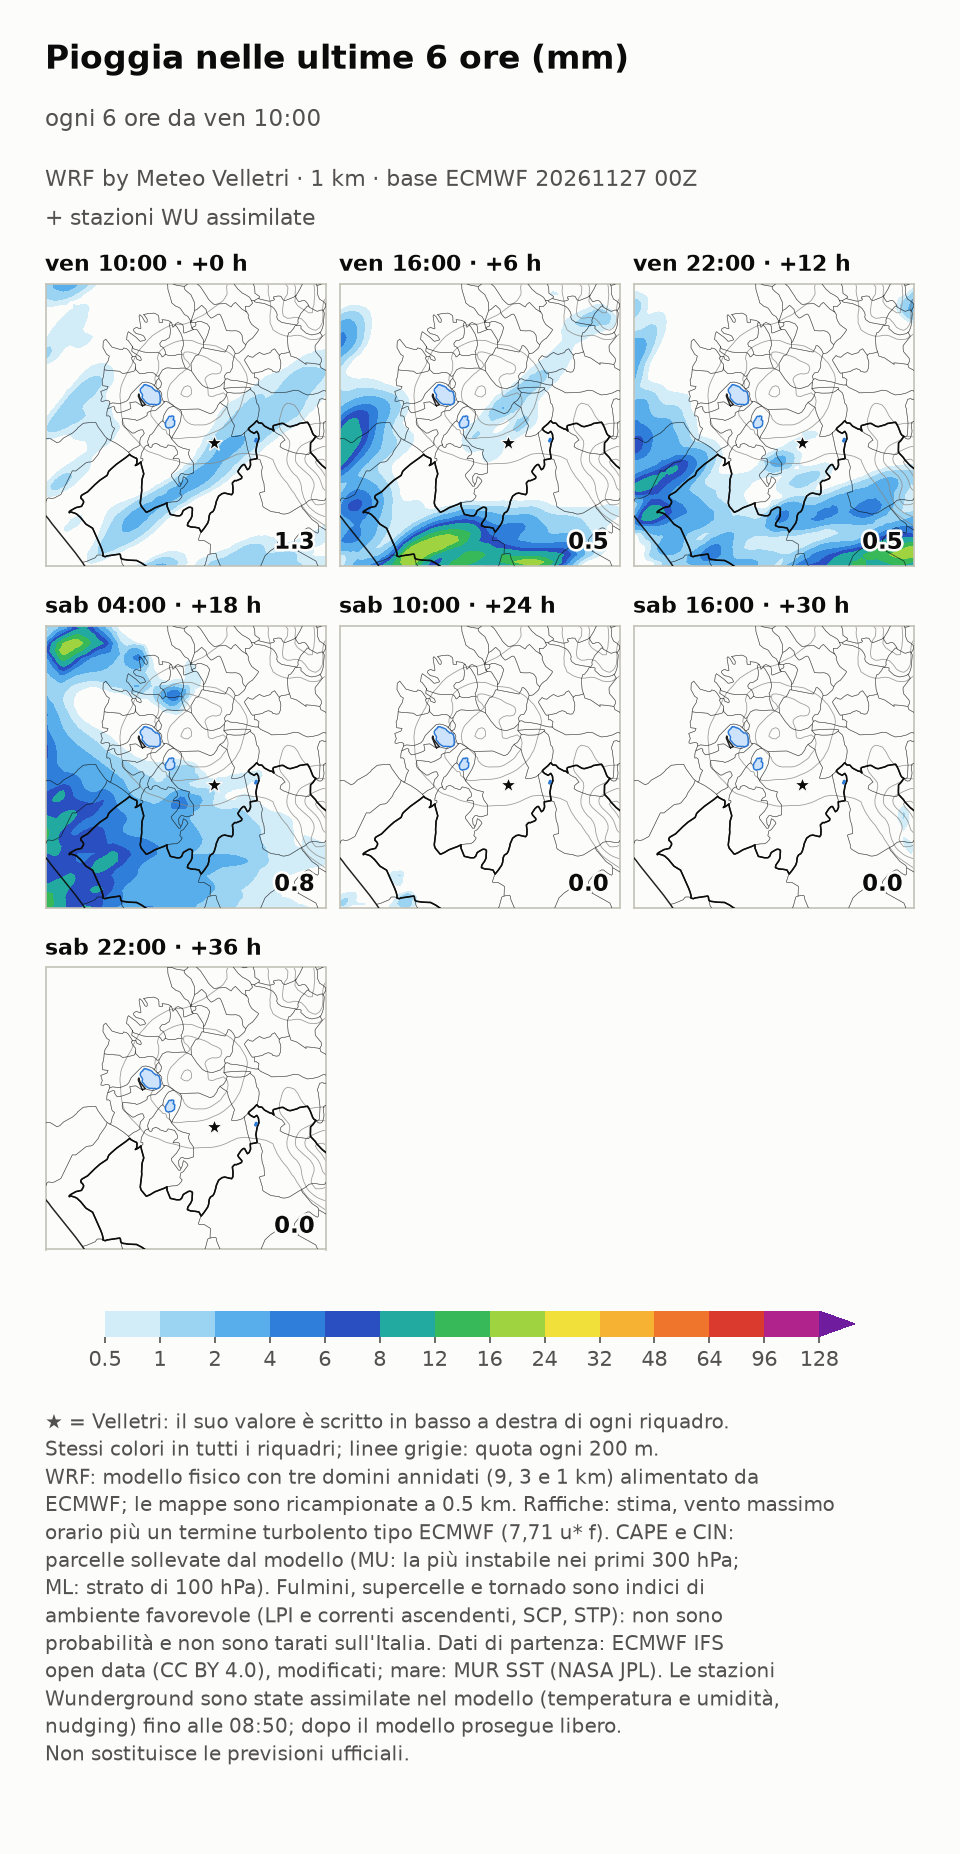 Pioggia nelle ultime 6 ore (mm)
ogni 6 ore da ven 10:00
WRF by Meteo Velletri · 1 km · base ECMWF 20261127 00Z
+ stazioni WU assimilate
ven 10:00 · +0 h
ven 16:00 · +6 h
ven 22:00 · +12 h
1.3
0.5
0.5
sab 04:00 · +18 h
sab 10:00 · +24 h
sab 16:00 · +30 h
0.8
0.0
0.0
sab 22:00 · +36 h
0.0
0.5 1 2 4 6 8 12 16 24 32 48 64 96 128
★ = Velletri: il suo valore è scritto in basso a destra di ogni riquadro.
Stessi colori in tutti i riquadri; linee grigie: quota ogni 200 m.
WRF: modello fisico con tre domini annidati (9, 3 e 1 km) alimentato da
ECMWF; le mappe sono ricampionate a 0.5 km. Raffiche: stima, vento massimo
orario più un termine turbolento tipo ECMWF (7,71 u* f). CAPE e CIN:
parcelle sollevate dal modello (MU: la più instabile nei primi 300 hPa;
ML: strato di 100 hPa). Fulmini, supercelle e tornado sono indici di
ambiente favorevole (LPI e correnti ascendenti, SCP, STP): non sono
probabilità e non sono tarati sull'Italia. Dati di partenza: ECMWF IFS
open data (CC BY 4.0), modificati; mare: MUR SST (NASA JPL). Le stazioni
Wunderground sono state assimilate nel modello (temperatura e umidità,
nudging) fino alle 08:50; dopo il modello prosegue libero.
Non sostituisce le previsioni ufficiali.